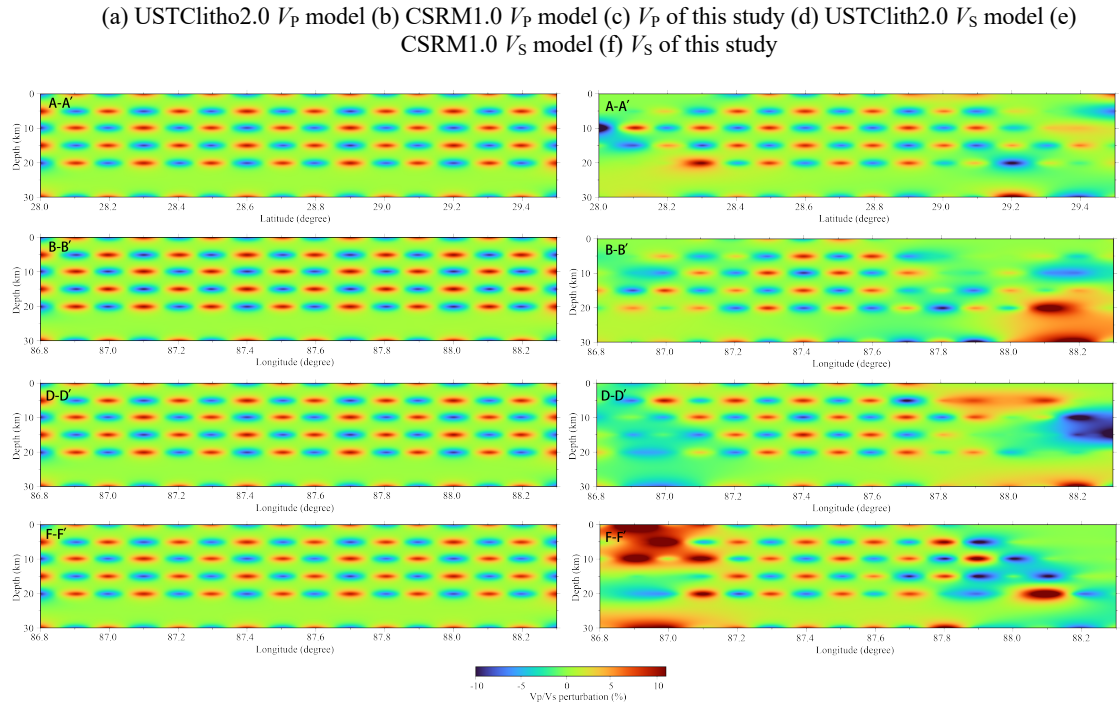 (a) USTClitho2.0 VP model (b) CSRM1.0 VP model (c) VP of this study (d) USTClith2.0 VS model (e)
CSRM1.0 VS model (f) VS of this study
A-A′
Depth (km)
0
10
20
30
28.0 28.2 28.4 28.6 28.8 29.0 29.2 29.4
Latitude (degree)
A-A′
Depth (km)
0
10
20
30
28.0 28.2 28.4 28.6 28.8 29.0 29.2 29.4
Latitude (degree)
B-B′
Depth (km)
0
10
20
30
86.8 87.0 87.2 87.4 87.6 87.8 88.0 88.2
Longitude (degree)
B-B′
Depth (km)
0
10
20
30
86.8 87.0 87.2 87.4 87.6 87.8 88.0 88.2
Longitude (degree)
D-D′
Depth (km)
0
10
20
30
86.8 87.0 87.2 87.4 87.6 87.8 88.0 88.2
Longitude (degree)
D-D′
Depth (km)
0
10
20
30
86.8 87.0 87.2 87.4 87.6 87.8 88.0 88.2
Longitude (degree)
F-F′
Depth (km)
0
10
20
30
86.8 87.0 87.2 87.4 87.6 87.8 88.0 88.2
Longitude (degree)
F-F′
Depth (km)
0
10
20
30
86.8 87.0 87.2 87.4 87.6 87.8 88.0 88.2
Longitude (degree)
-10 -5 0 5 10
Vp/Vs perturbation (%)